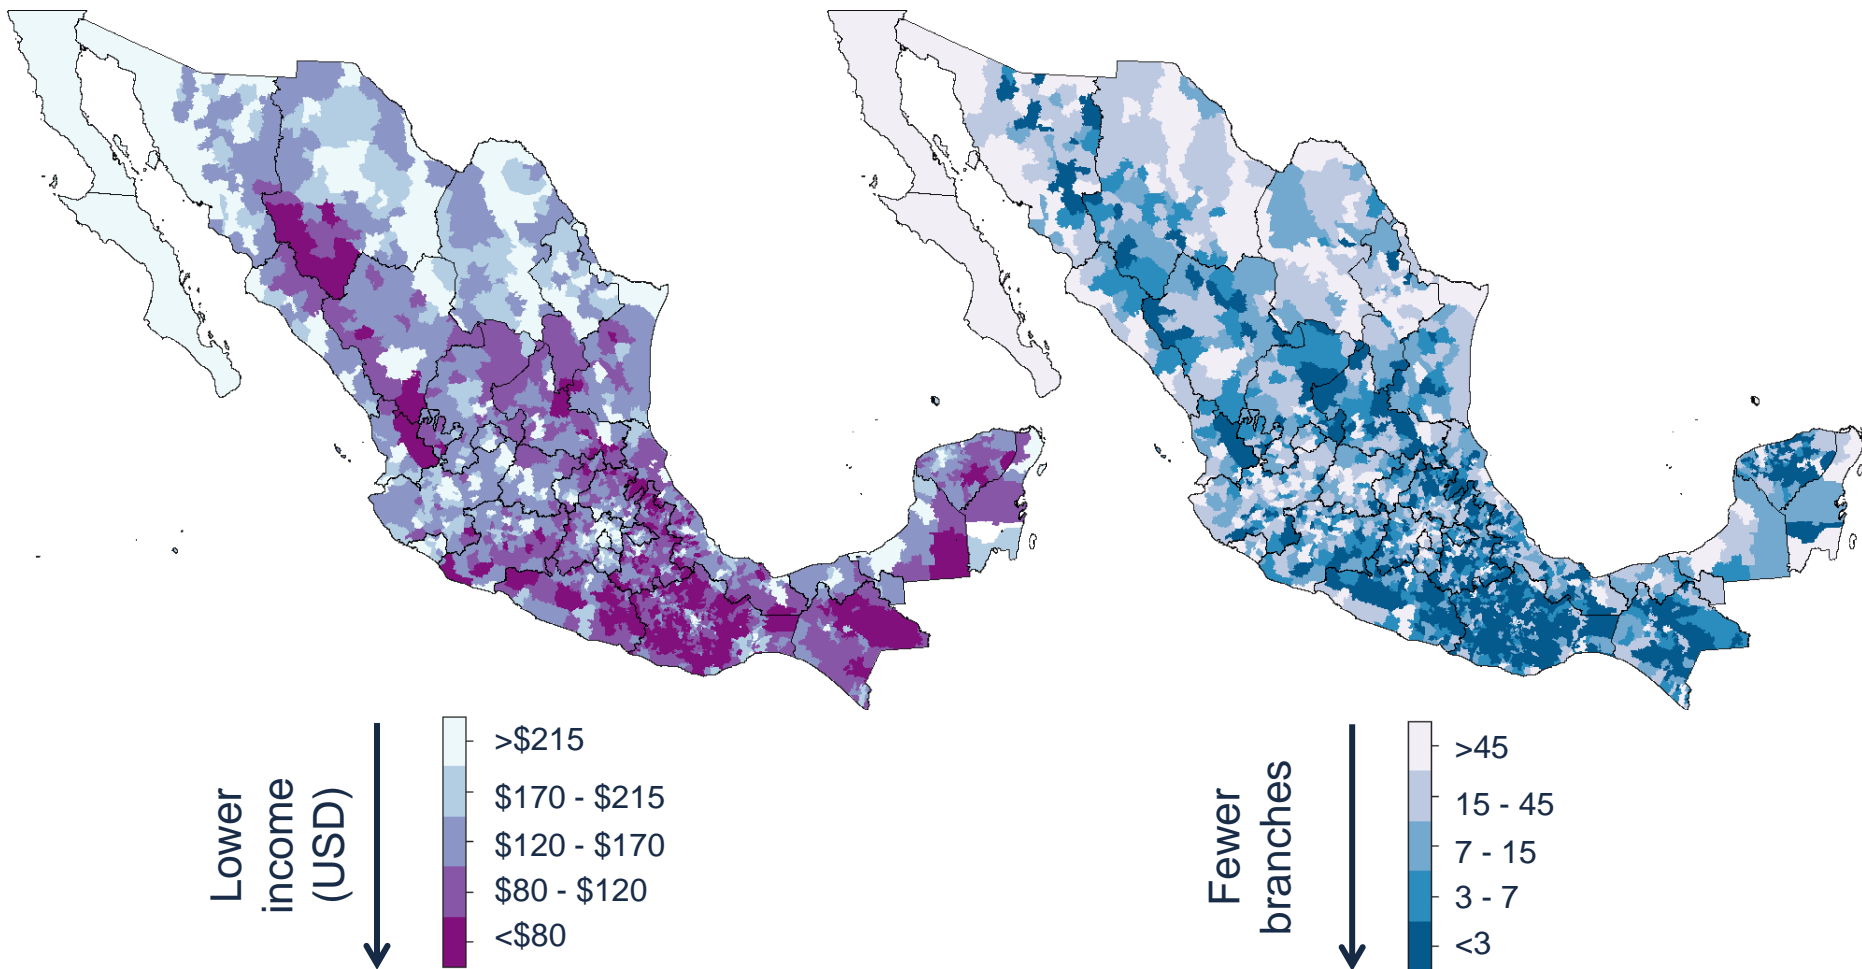 Lower
income
(USD)
>$215
$170 - $215
$120 - $170
$80 - $120
<$80
Fewer
branches
>45
15 - 45
7 - 15
3 - 7
<3